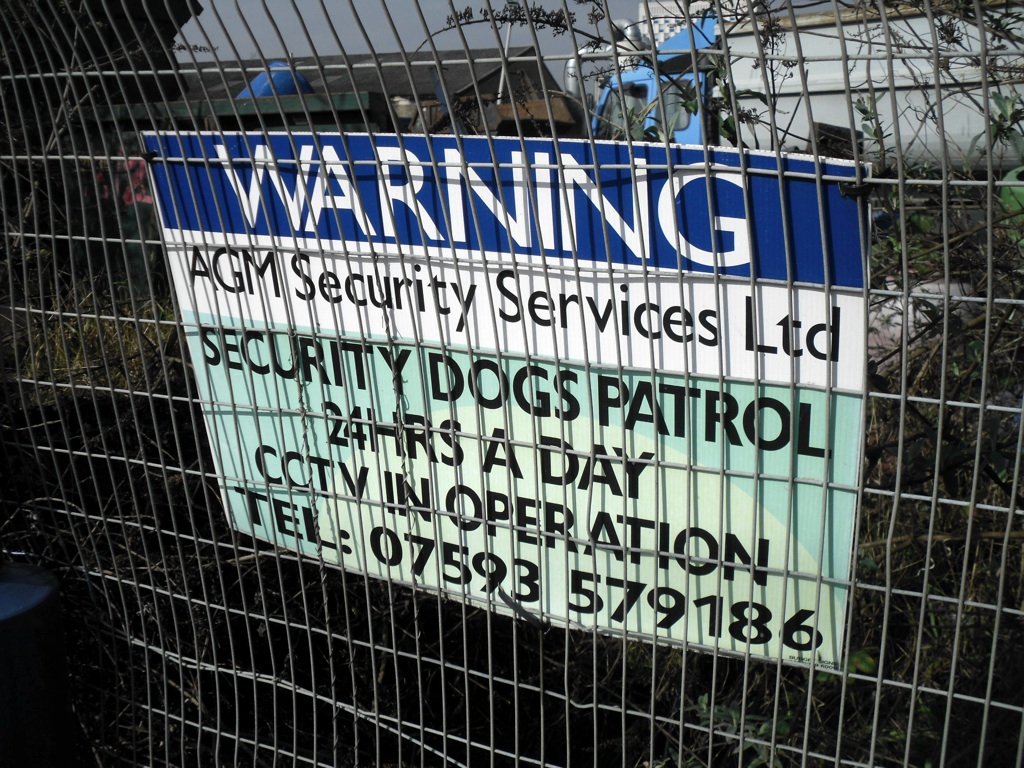 WARNING
AGM Security Services Ltd
SECURITY DOGS PATROL
24HRS A DAY
CCTV IN OPERATION
TEL: 07593 579186